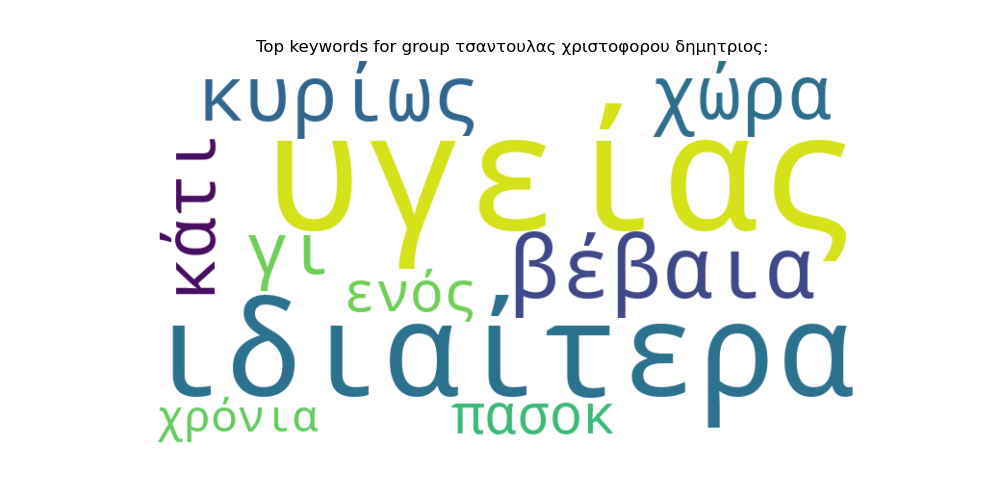 Top keywords for group τσαντουλας χριστοφορου δημητριος:
κυρίως
χώρα
υγείας
κάτι
γι
βέβαια
ενός
ιδιαίτερα
χρόνια
πασοκ